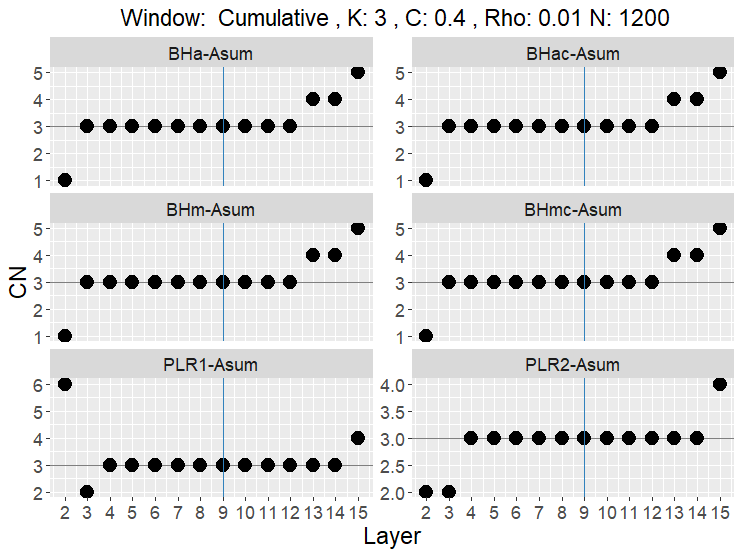 Window:  Cumulative , K: 3 , C: 0.4 , Rho: 0.01 N: 1200
BHa-Asum
BHac-Asum
5
4
3
2
1
5
4
3
2
1
BHm-Asum
BHmc-Asum
5
4
3
2
1
5
4
3
2
1
CN
PLR1-Asum
PLR2-Asum
6
5
4
3
2
4.0
3.5
3.0
2.5
2.0
2 3 4 5 6 7 8 9 10 11 12 13 14 15
2 3 4 5 6 7 8 9 10 11 12 13 14 15
Layer